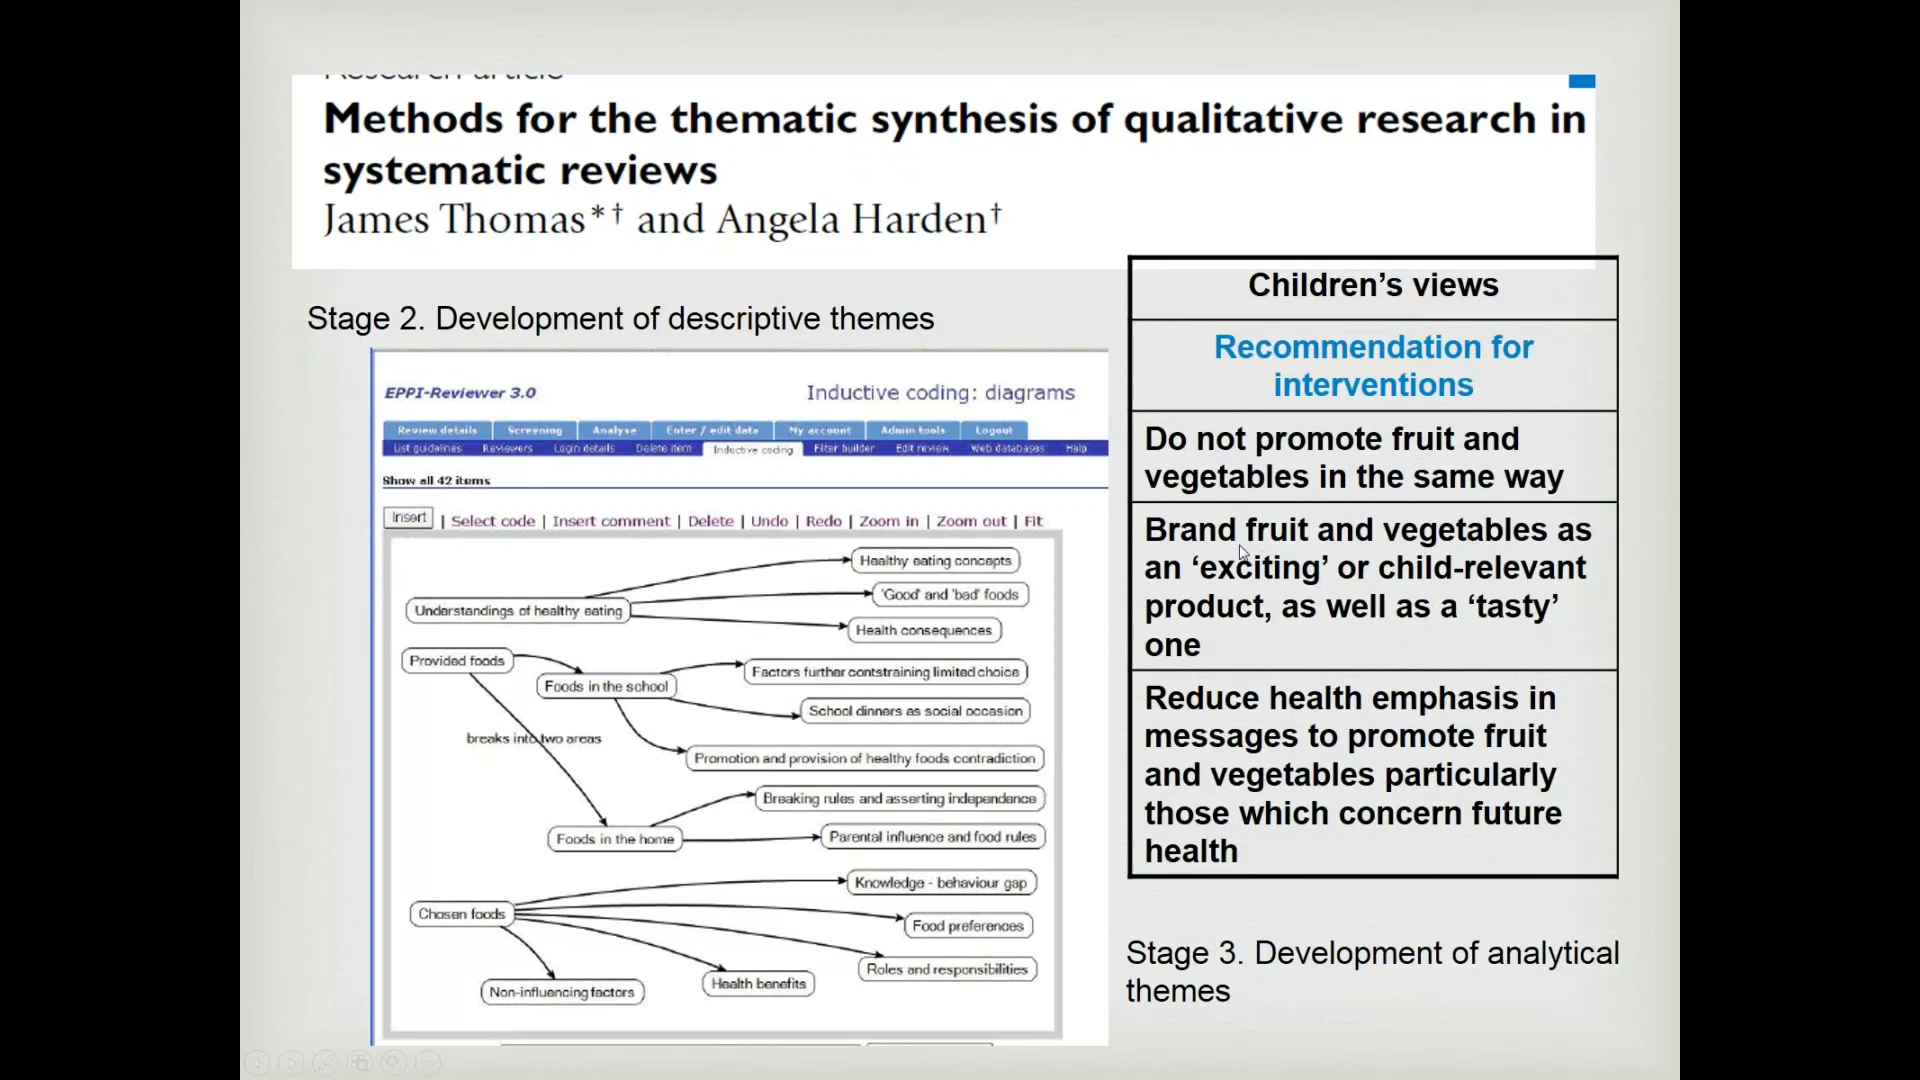 Research article
Methods for the thematic synthesis of qualitative research in
systematic reviews
James Thomas*† and Angela Harden†
Stage 2. Development of descriptive themes
EPPI-Reviewer 3.0
Inductive coding: diagrams
Review details
Screening
Analyse
Enter / edit data
My account
Admin tools
Logout
List guidelines
Reviewers
Login details
Delete item
Inductive coding
Filter builder
Edit review
Web databases
Help
Show all 42 items
Insert | Select code | Insert comment | Delete | Undo | Redo | Zoom in | Zoom out | Fit
Healthy eating concepts
'Good' and 'bad' foods
Understandings of healthy eating
Health consequences
Provided foods
Factors further contstraining limited choice
Foods in the school
School dinners as social occasion
breaks into two areas
Promotion and provision of healthy foods contradiction
Breaking rules and asserting independence
Foods in the home
Parental influence and food rules
Knowledge - behaviour gap
Chosen foods
Food preferences
Roles and responsibilities
Health benefits
Non-influencing factors
Children’s views
Recommendation for
interventions
Do not promote fruit and
vegetables in the same way
Brand fruit and vegetables as
an ‘exciting’ or child-relevant
product, as well as a ‘tasty’
one
Reduce health emphasis in
messages to promote fruit
and vegetables particularly
those which concern future
health
Stage 3. Development of analytical
themes